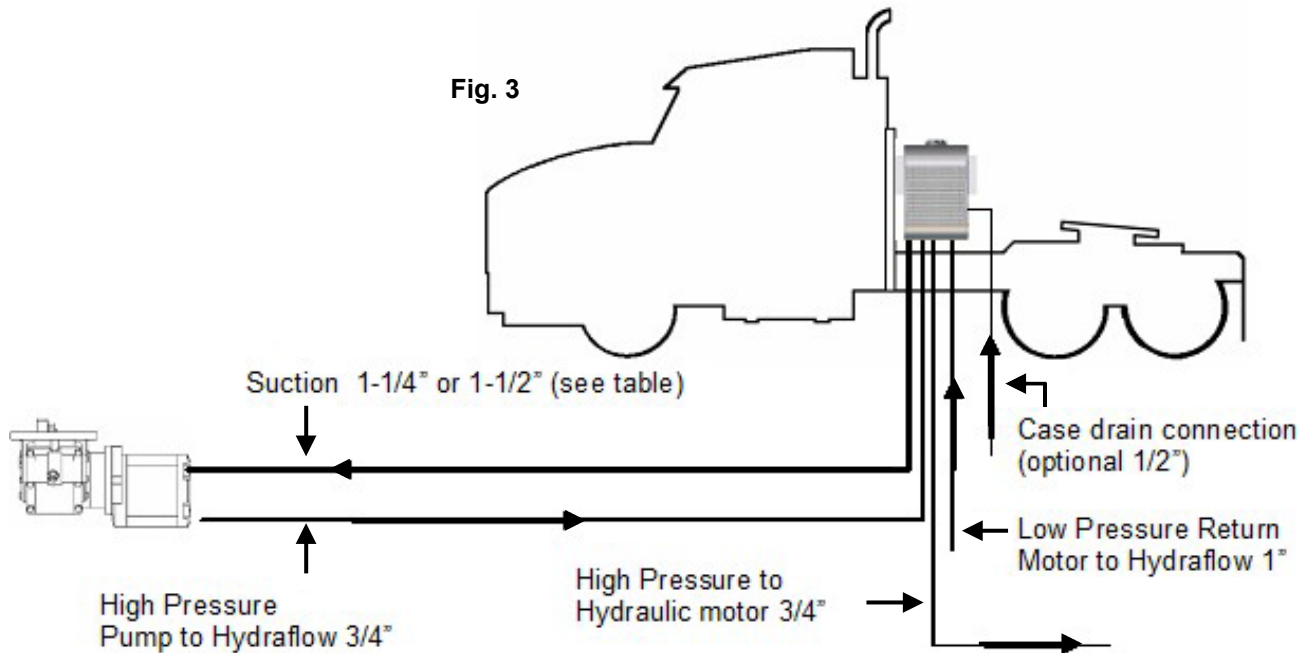 Fig. 3
Suction 1-1/4” or 1-1/2” (see table)
Case drain connection
(optional 1/2”)
Low Pressure Return
Motor to Hydraflow 1”
High Pressure to
Hydraulic motor 3/4”
High Pressure
Pump to Hydraflow 3/4”